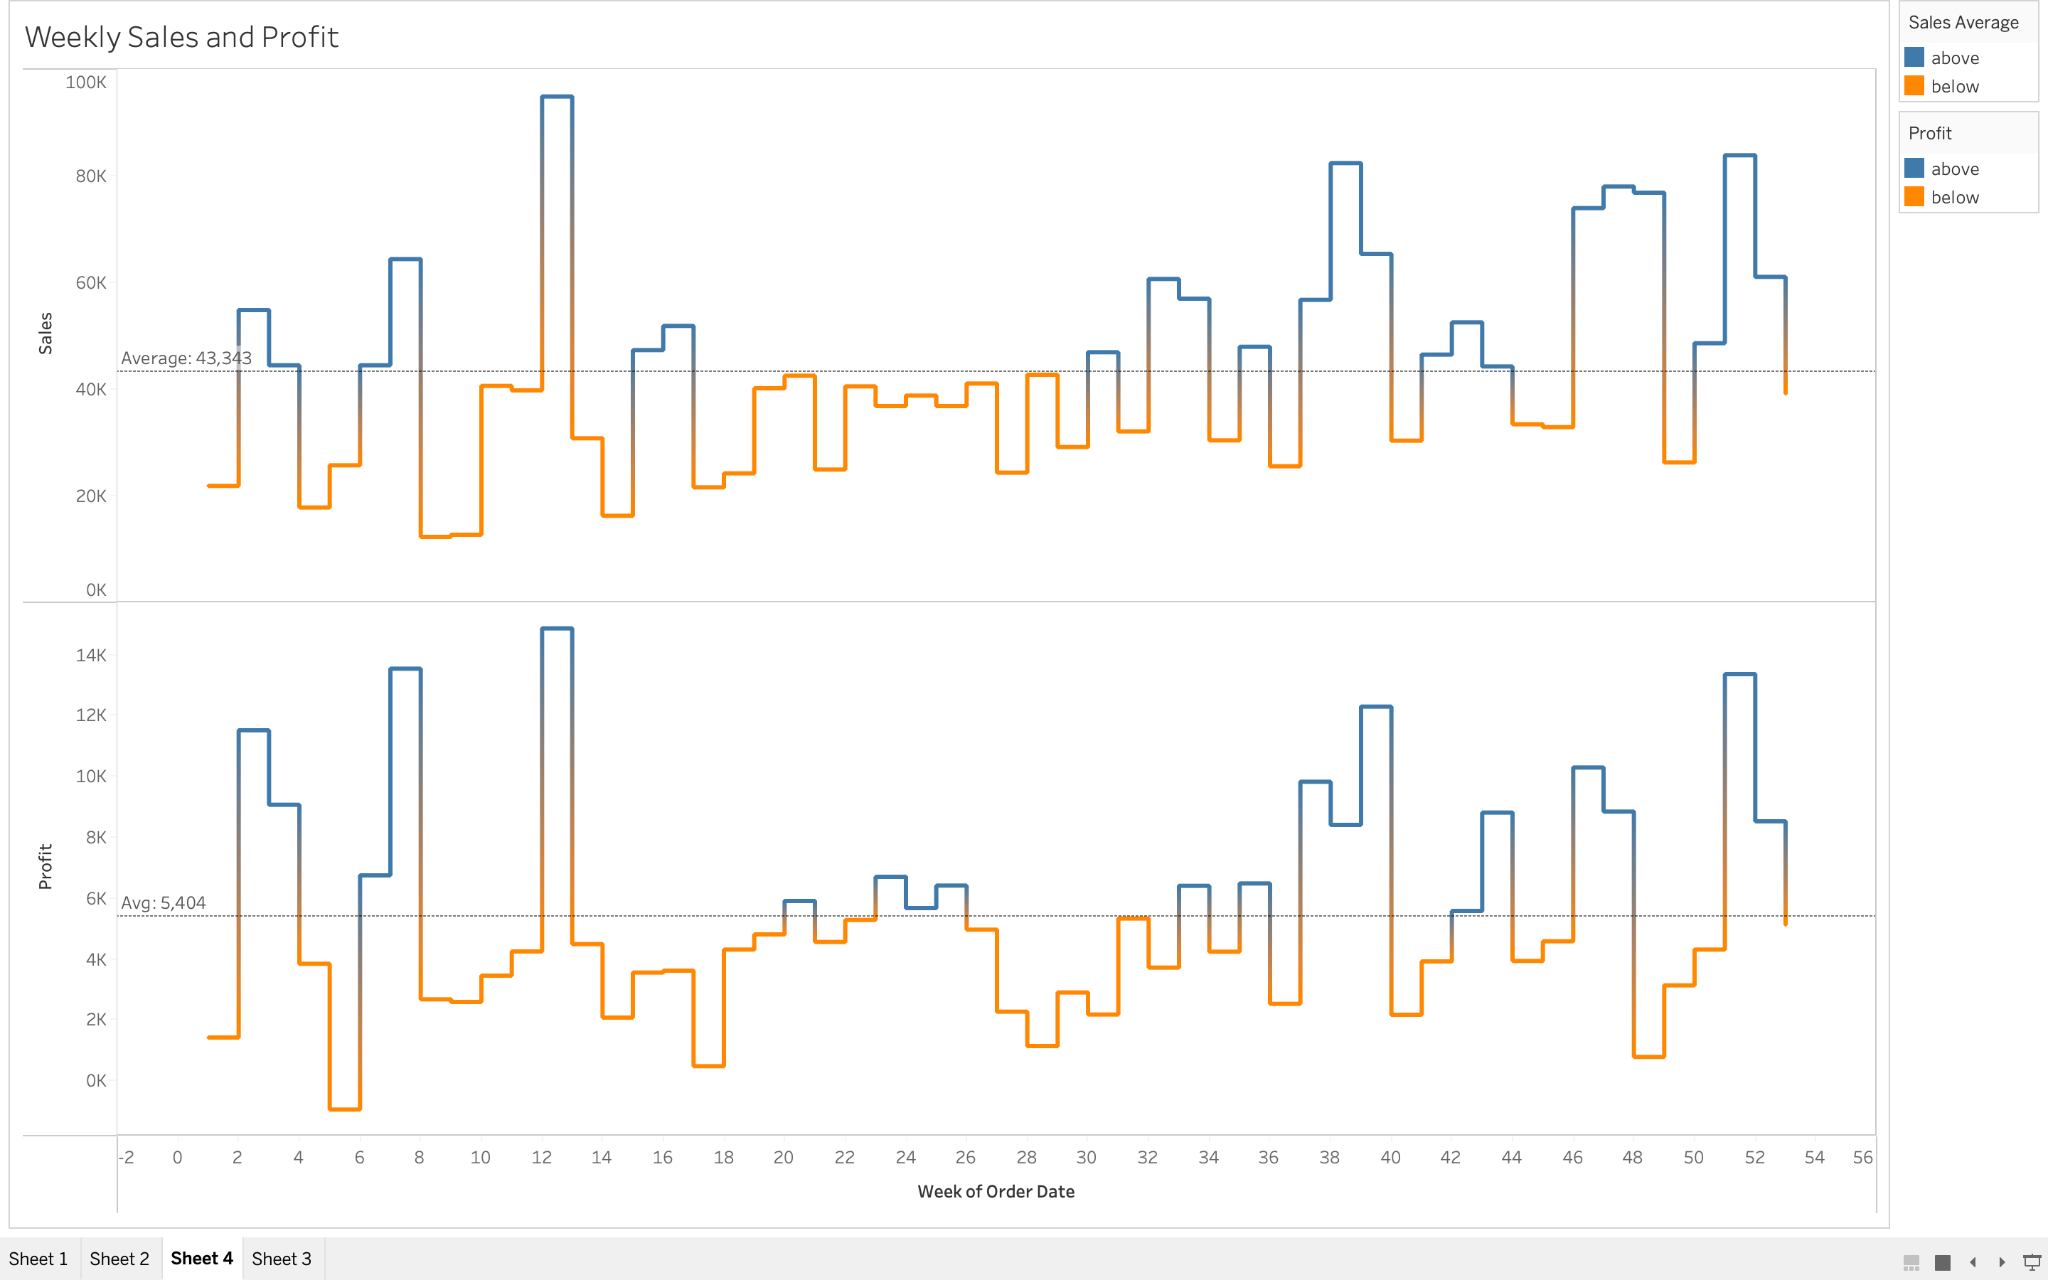 Weekly Sales and Profit
Sales Average
above
below
Profit
above
below
100K
80K
60K
40K
20K
0K
Sales
Average: 43,343
14K
12K
10K
8K
6K
4K
2K
0K
Profit
Avg: 5,404
-2 0 2 4 6 8 10 12 14 16 18 20 22 24 26 28 30 32 34 36 38 40 42 44 46 48 50 52 54 56
Week of Order Date
Sheet 1 Sheet 2 Sheet 4 Sheet 3